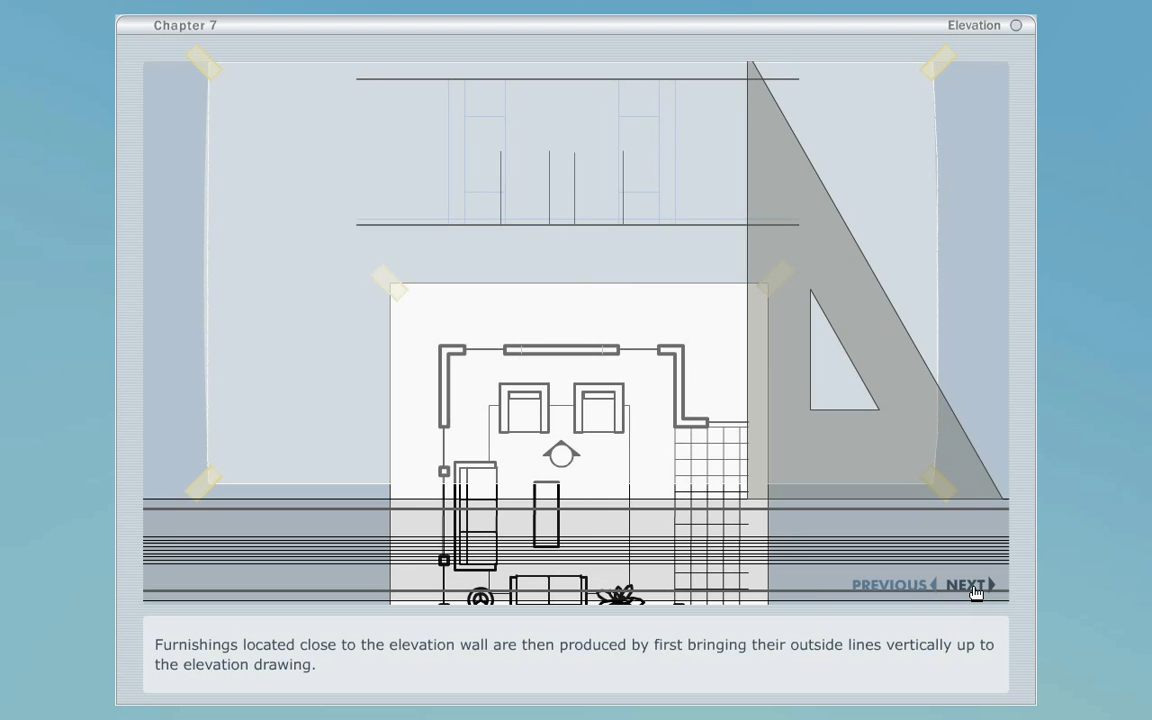 Chapter 7
Elevation
PREVIOUS NEXT
Furnishings located close to the elevation wall are then produced by first bringing their outside lines vertically up to
the elevation drawing.